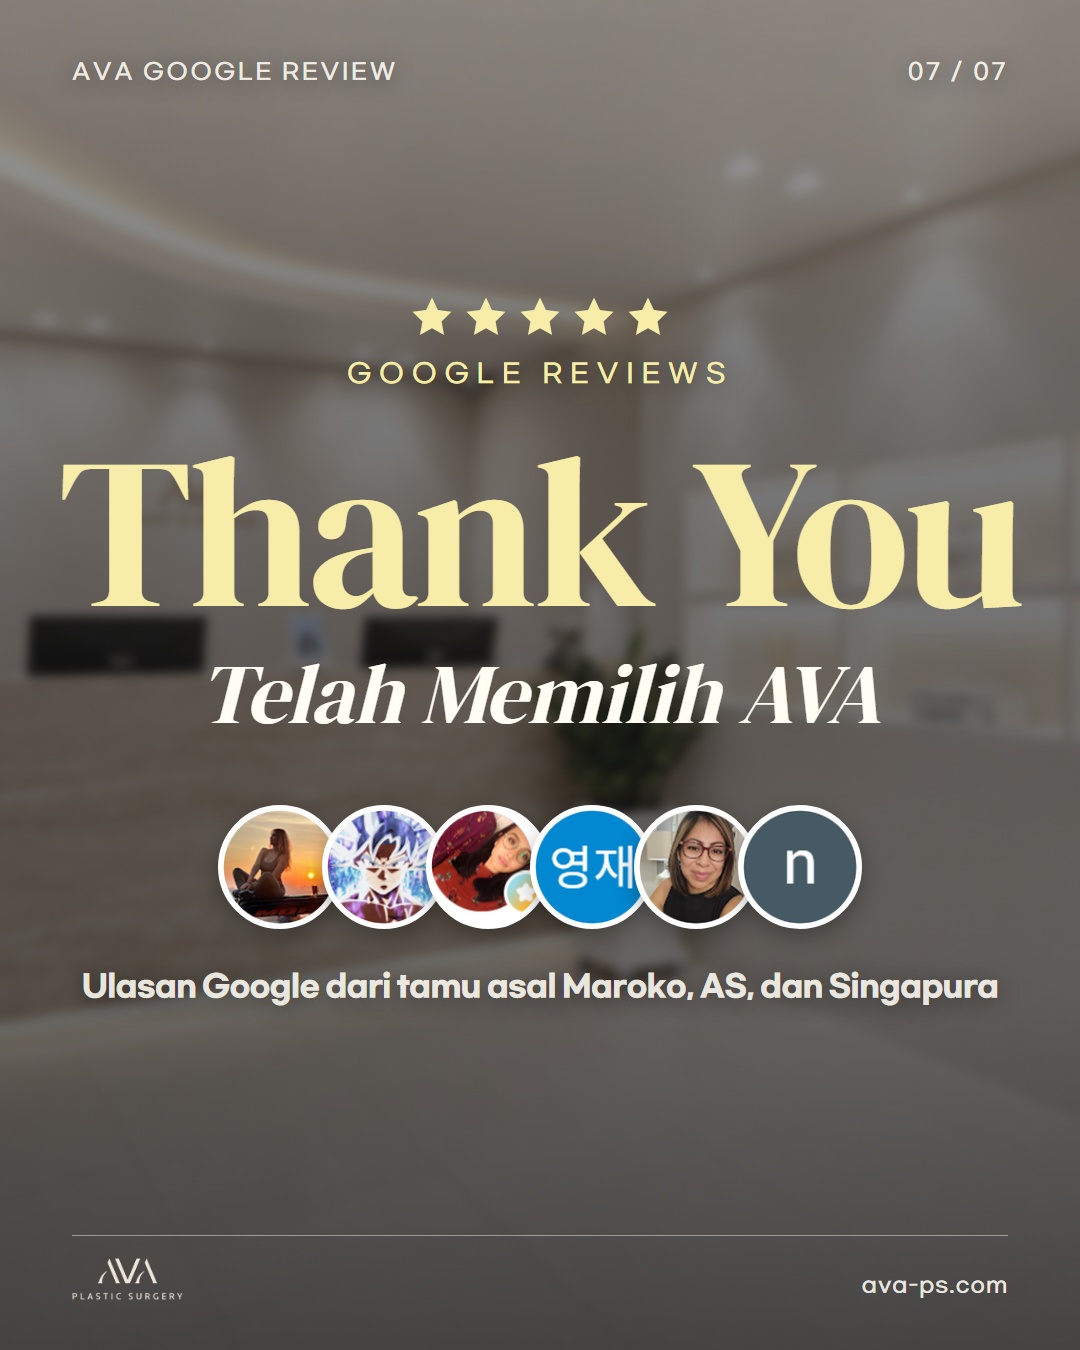 AVA GOOGLE REVIEW
07 / 07
GOOGLE REVIEWS
Thank You
Telah Memilih AVA
영재
n
Ulasan Google dari tamu asal Maroko, AS, dan Singapura
AVA
PLASTIC SURGERY
ava-ps.com